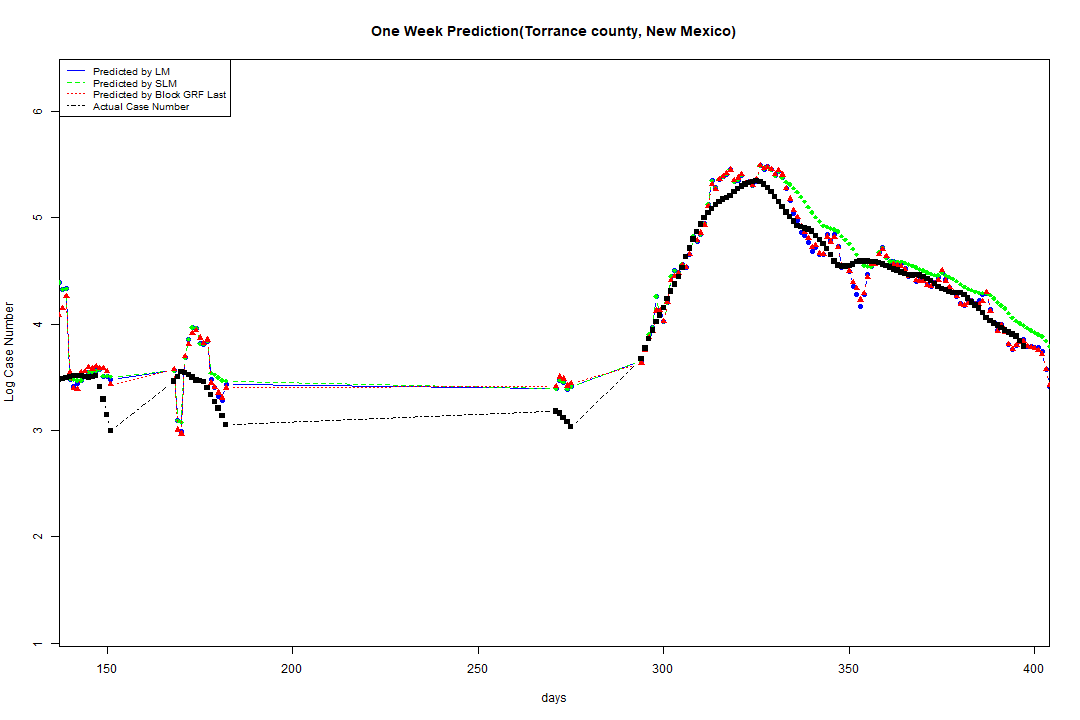 One Week Prediction(Torrance county, New Mexico)
Predicted by LM
Predicted by SLM
Predicted by Block GRF Last
Actual Case Number
6
5
4
3
2
1
Log Case Number
150 200 250 300 350 400
days